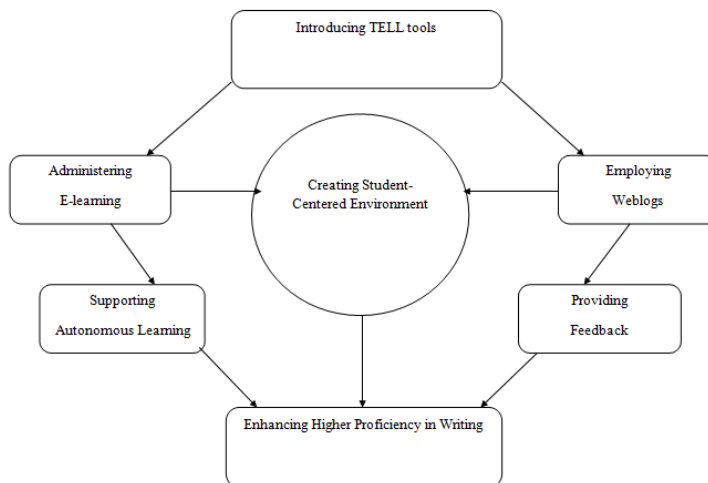 Introducing TELL tools
Administering
E-learning
Creating Student-
Centered Environment
Employing
Weblogs
Supporting
Autonomous Learning
Providing
Feedback
Enhancing Higher Proficiency in Writing